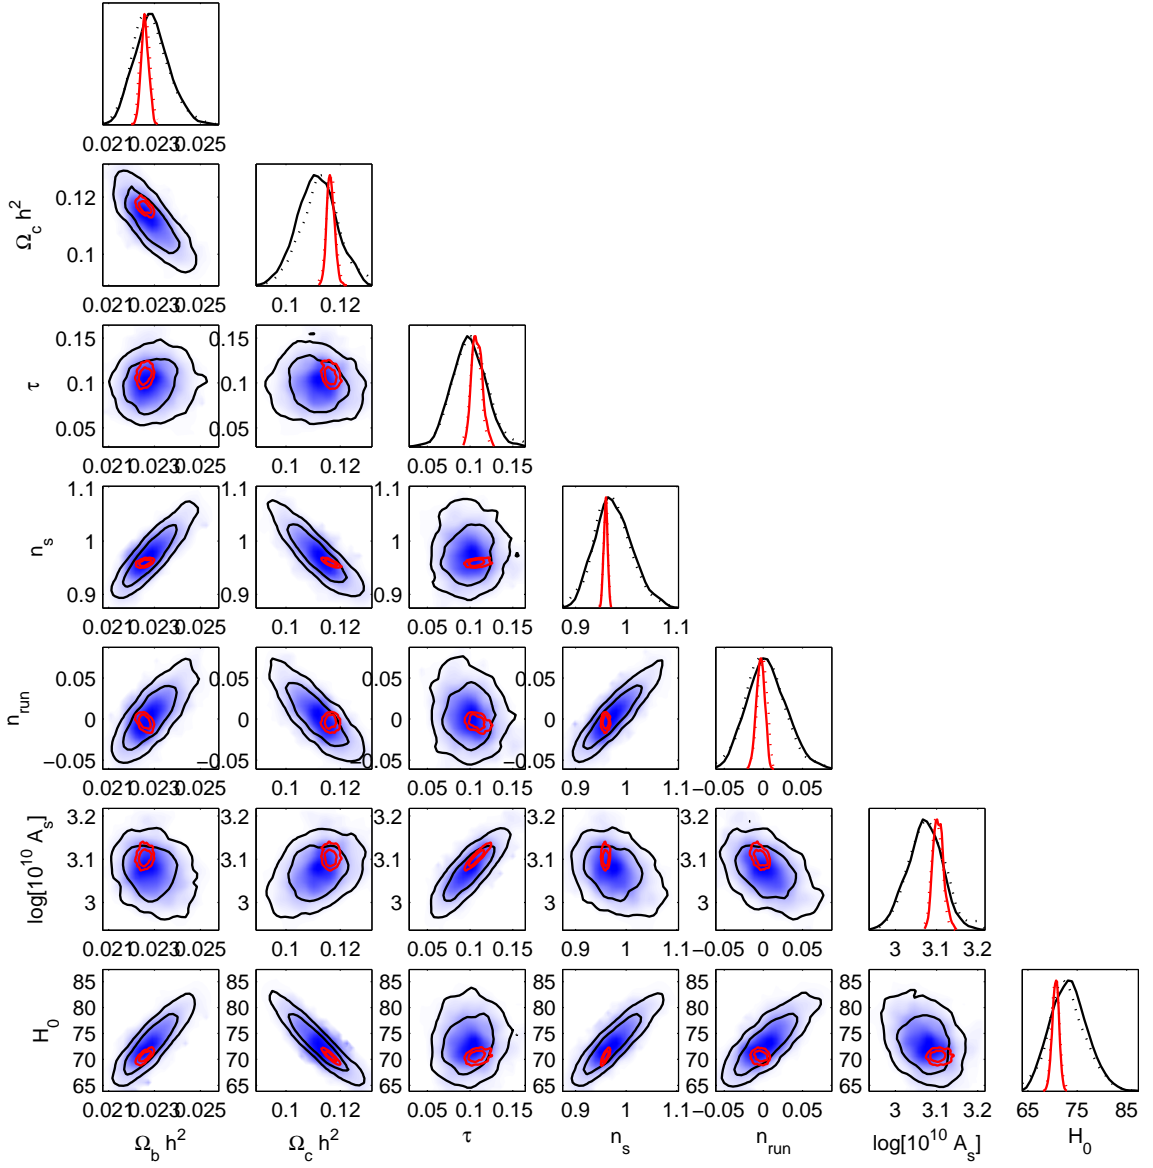 0.021 0.023 0.025
Ω_c h^2
0.12
0.1
0.021 0.023 0.025 0.1 0.12
τ
0.15 0.15
0.1 0.1
0.05 0.05
0.021 0.023 0.025 0.1 0.12 0.05 0.1 0.15
n_s
1.1 1.1 1.1
1 1 1
0.9 0.9 0.9
0.021 0.023 0.025 0.1 0.12 0.05 0.1 0.15 0.9 1 1.1
n_run
0.05 0.05 0.05 0.05
0 0 0 0
−0.05 −0.05 −0.05 −0.05
0.021 0.023 0.025 0.1 0.12 0.05 0.1 0.15 0.9 1 1.1 −0.05 0 0.05
log[10^10 A_s]
3.2 3.2 3.2 3.2 3.2
3.1 3.1 3.1 3.1 3.1
3 3 3 3 3
0.021 0.023 0.025 0.1 0.12 0.05 0.1 0.15 0.9 1 1.1 −0.05 0 0.05 3 3.1 3.2
H_0
85 85 85 85 85 85
80 80 80 80 80 80
75 75 75 75 75 75
70 70 70 70 70 70
65 65 65 65 65 65
0.021 0.023 0.025 0.1 0.12 0.05 0.1 0.15 0.9 1 1.1 −0.05 0 0.05 3 3.1 3.2 65 75 85
Ω_b h^2 Ω_c h^2 τ n_s n_run log[10^10 A_s] H_0